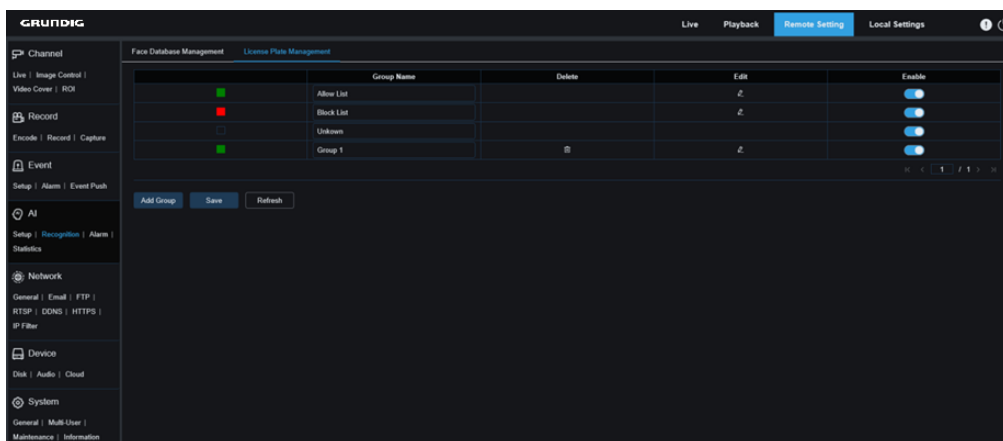 GRUNDIG
Live Playback Remote Setting Local Settings
Channel
Live | Image Control |
Video Cover | ROI
Record
Encode | Record | Capture
Event
Setup | Alarm | Event Push
AI
Setup | Recognition | Alarm |
Statistics
Network
General | Email | FTP |
RTSP | DDNS | HTTPS |
IP Filter
Device
Disk | Audio | Cloud
System
General | Multi-User |
Maintenance | Information
Face Database Management License Plate Management
Group Name Delete Edit Enable
Allow List
Block List
Unkown
Group 1
1 / 1
Add Group Save Refresh